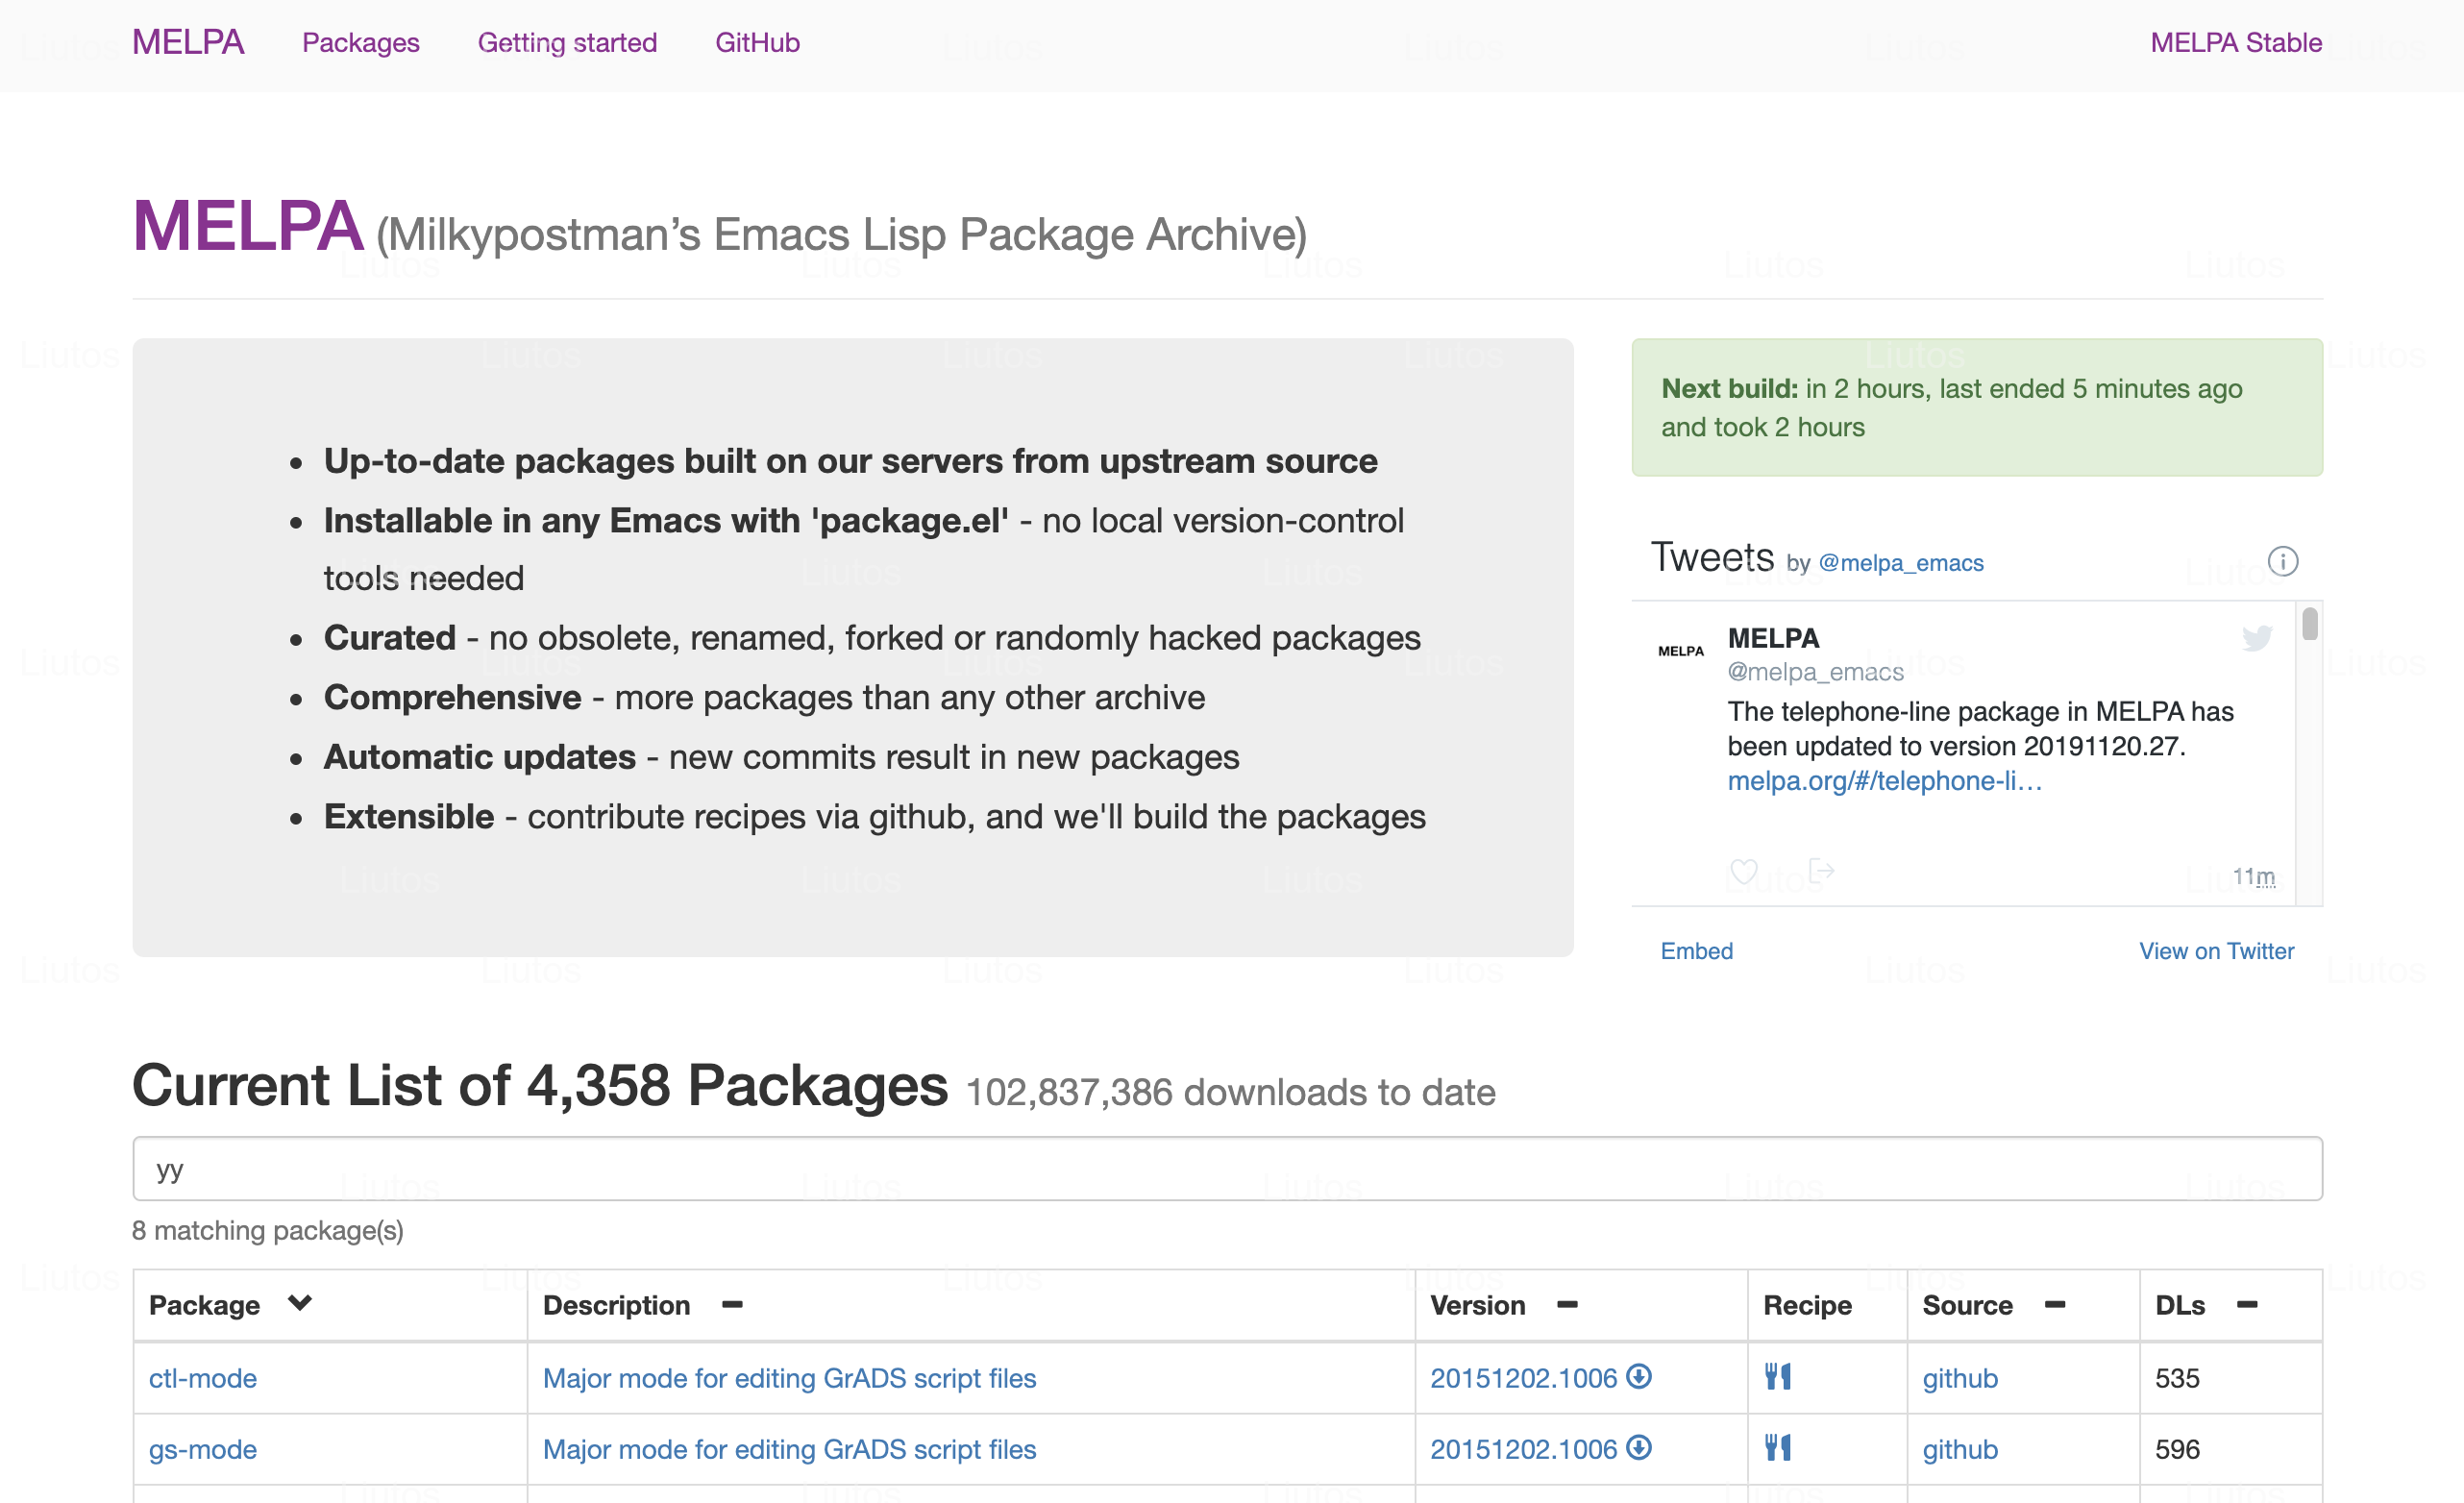 MELPA Packages Getting started GitHub MELPA Stable
MELPA (Milkypostman’s Emacs Lisp Package Archive)
Up-to-date packages built on our servers from upstream source
Installable in any Emacs with 'package.el' - no local version-control
tools needed
Curated - no obsolete, renamed, forked or randomly hacked packages
Comprehensive - more packages than any other archive
Automatic updates - new commits result in new packages
Extensible - contribute recipes via github, and we'll build the packages
Next build: in 2 hours, last ended 5 minutes ago
and took 2 hours
Tweets by @melpa_emacs
MELPA
MELPA
@melpa_emacs
The telephone-line package in MELPA has
been updated to version 20191120.27.
melpa.org/#/telephone-li…
11m
Embed View on Twitter
Current List of 4,358 Packages 102,837,386 downloads to date
yy
8 matching package(s)
Package Description Version Recipe Source DLs
ctl-mode Major mode for editing GrADS script files 20151202.1006 github 535
gs-mode Major mode for editing GrADS script files 20151202.1006 github 596
Liutos